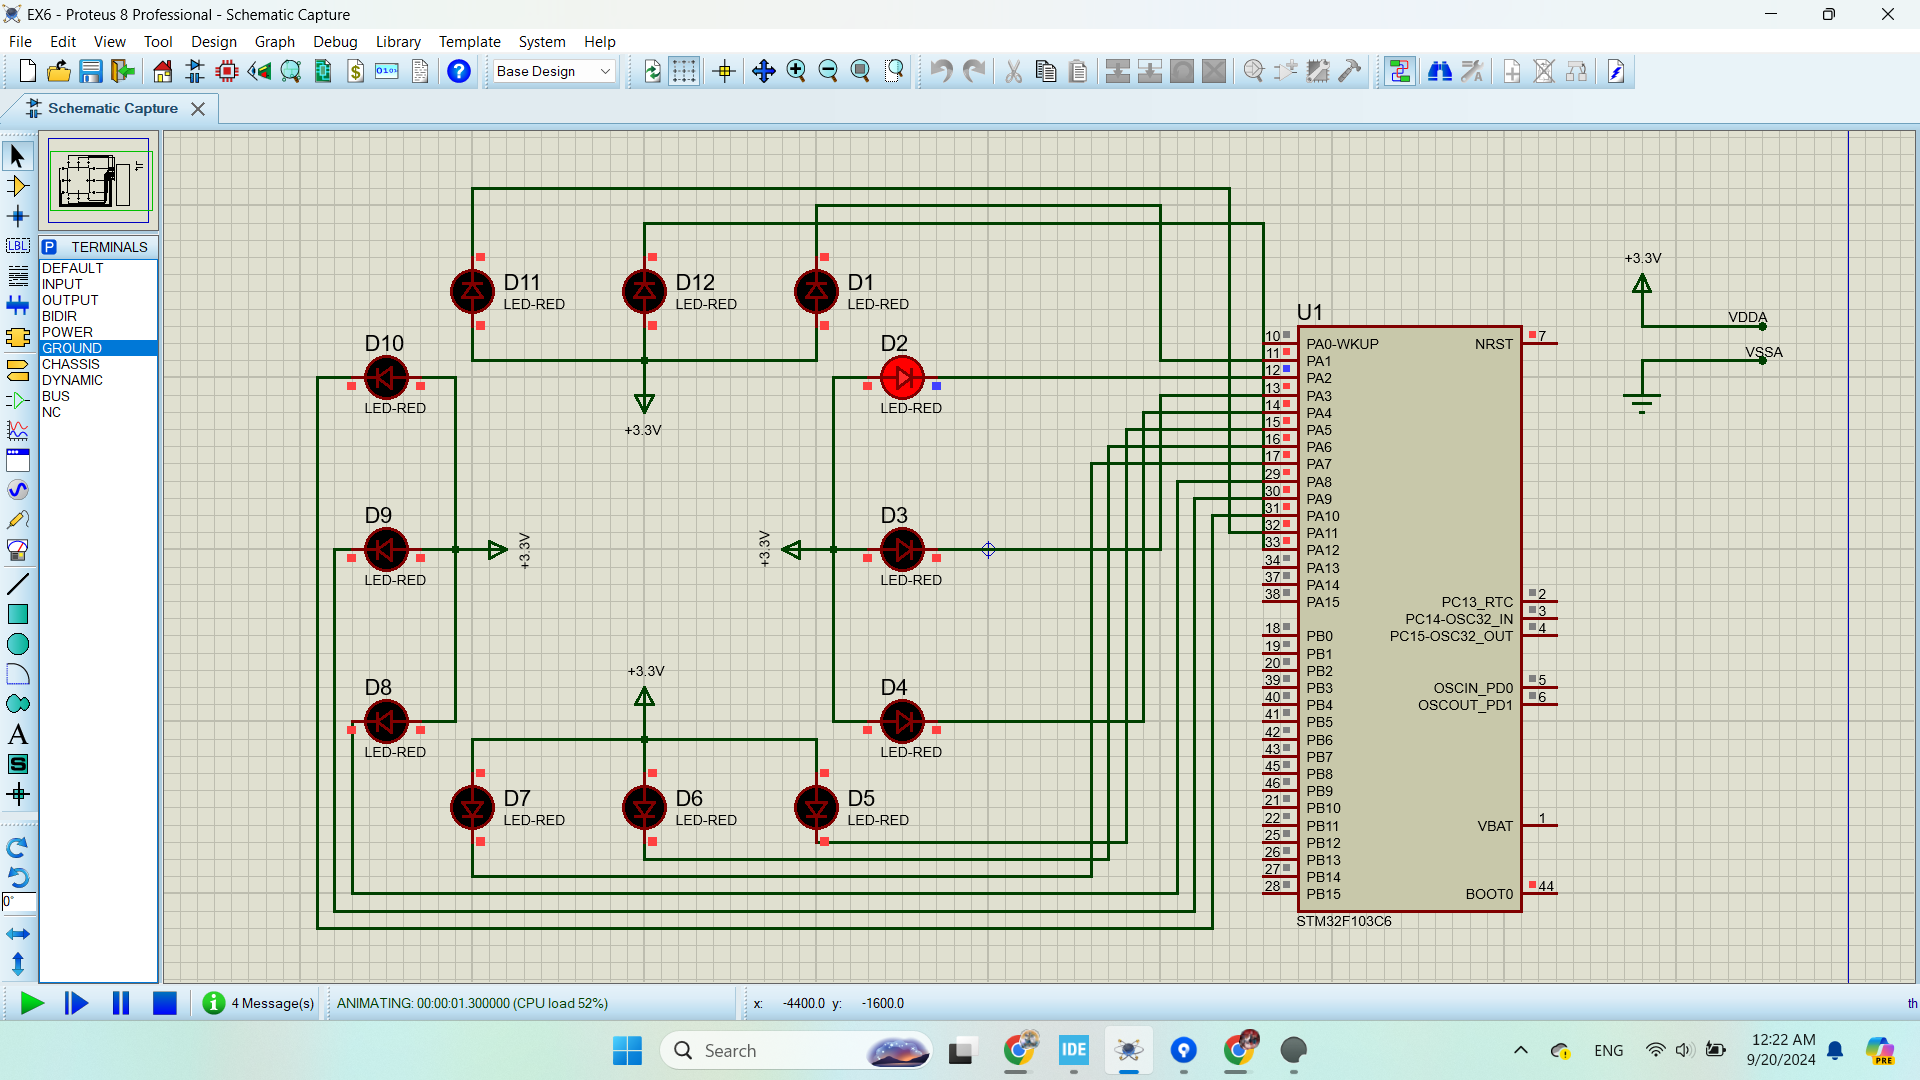 EX6 - Proteus 8 Professional - Schematic Capture
File Edit View Tool Design Graph Debug Library Template System Help
Base Design
Schematic Capture
P TERMINALS
DEFAULT
INPUT
OUTPUT
BIDIR
POWER
GROUND
CHASSIS
DYNAMIC
BUS
NC
LBL
A
S
0°
D11
LED-RED
D12
LED-RED
D1
LED-RED
D10
LED-RED
+3.3V
D2
LED-RED
D9
LED-RED
+3.3V
+3.3V
D3
LED-RED
D8
LED-RED
+3.3V
D4
LED-RED
D7
LED-RED
D6
LED-RED
D5
LED-RED
U1
10 PA0-WKUP
11 PA1
12 PA2
13 PA3
14 PA4
15 PA5
16 PA6
17 PA7
29 PA8
30 PA9
31 PA10
32 PA11
33 PA12
34 PA13
37 PA14
38 PA15
18 PB0
19 PB1
20 PB2
39 PB3
40 PB4
41 PB5
42 PB6
43 PB7
45 PB8
46 PB9
21 PB10
22 PB11
25 PB12
26 PB13
27 PB14
28 PB15
NRST 7
PC13_RTC 2
PC14-OSC32_IN 3
PC15-OSC32_OUT 4
OSCIN_PD0 5
OSCOUT_PD1 6
VBAT 1
BOOT0 44
STM32F103C6
+3.3V
VDDA
VSSA
4 Message(s) ANIMATING: 00:00:01.300000 (CPU load 52%) x: -4400.0 y: -1600.0 th
Search
IDE
ENG
12:22 AM
9/20/2024
PRE